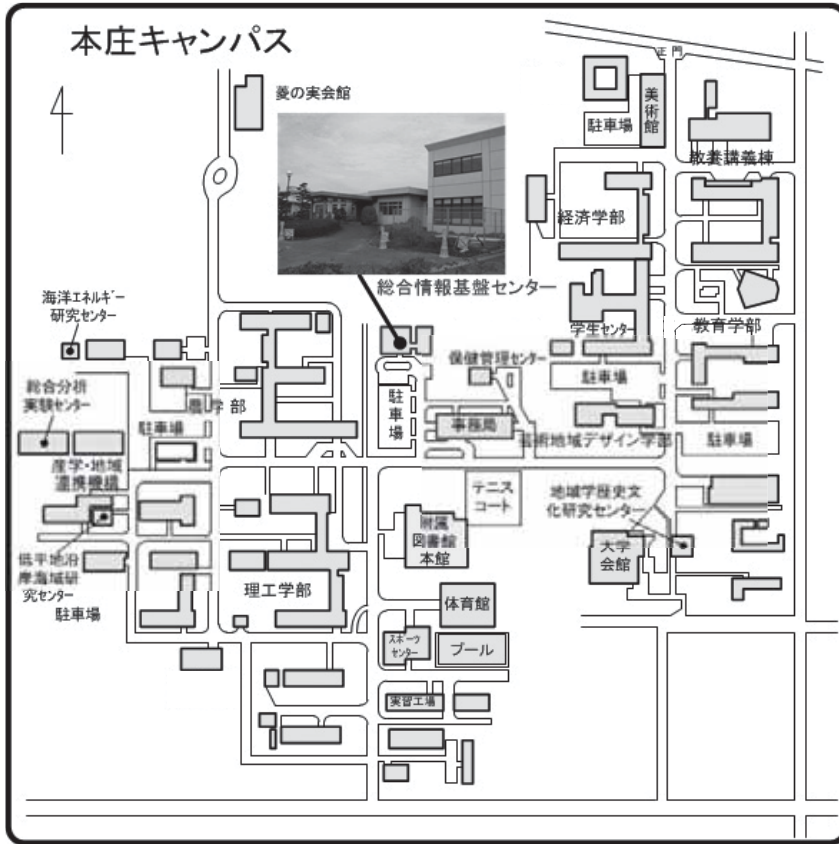 本庄キャンパス
正門
菱の実会館
美術館
駐車場
教養講義棟
経済学部
総合情報基盤センター
海洋エネルギー
研究センター
学生センター
教育学部
保健管理センター
総合分析
実験センター
農学部
駐車場
駐車場
駐車場
事務局
芸術地域デザイン学部
駐車場
産学・地域
連携機構
テニス
コート
地域学歴史文
化研究センター
附属
図書館
本館
大学
会館
低平地沿
岸海域研
究センター
駐車場
理工学部
体育館
スポーツ
センター
プール
実習工場